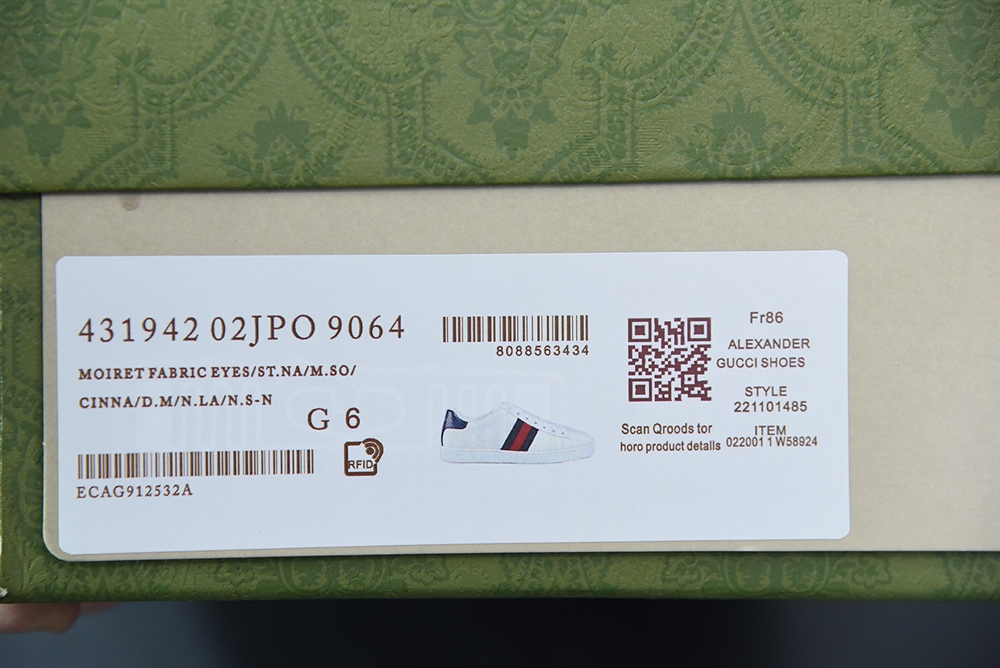 431942 02JPO 9064
MOIRET FABRIC EYES/ST.NA/M.SO/
CINNA/D.M/N.LA/N.S-N
G 6
RFID
ECAG912532A
8088563434
Scan Qroods tor
horo product details
Fr86
ALEXANDER
GUCCI SHOES
STYLE
221101485
ITEM
022001 1 W58924